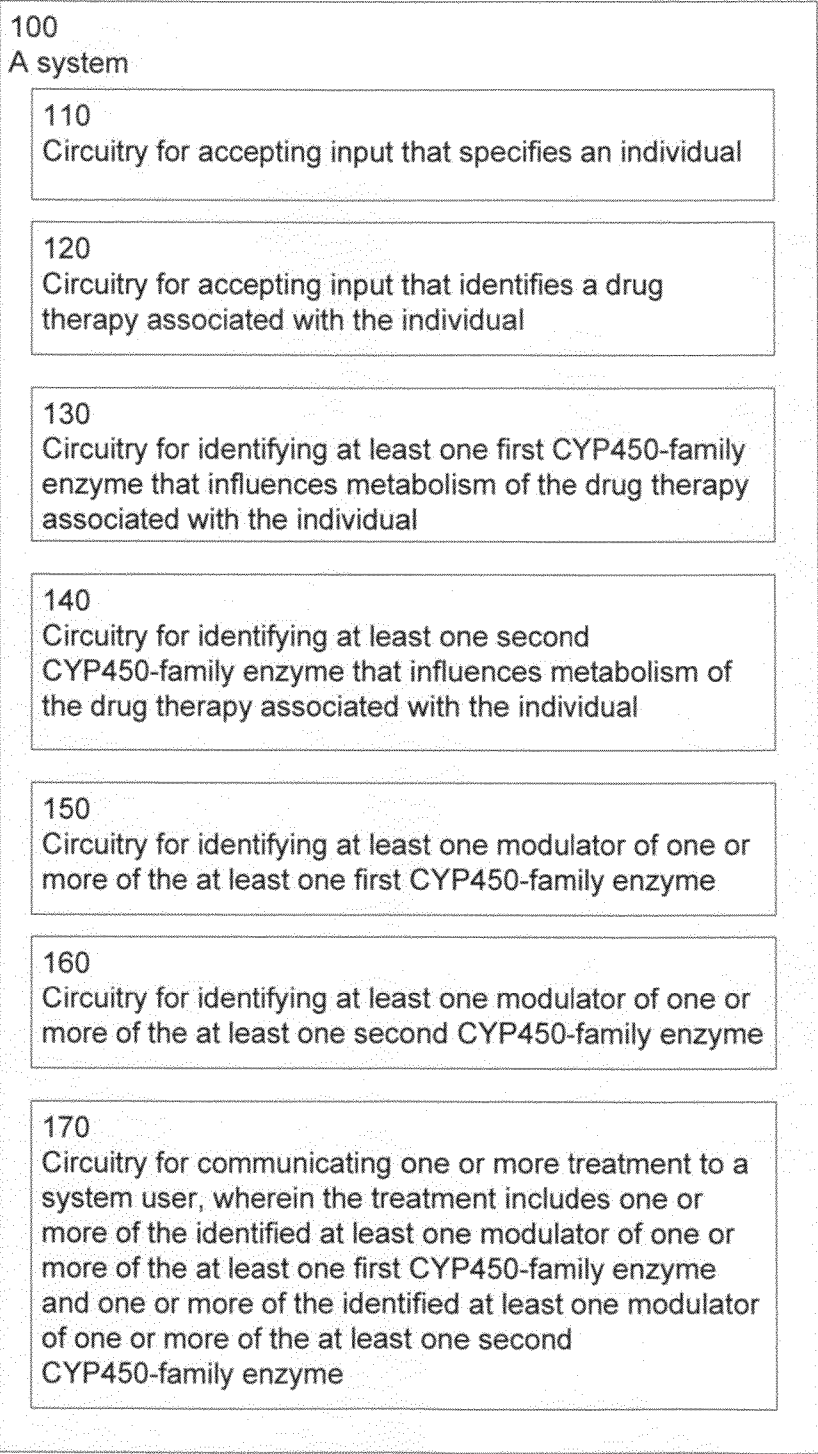 100
A system
110
Circuitry for accepting input that specifies an individual
120
Circuitry for accepting input that identifies a drug
therapy associated with the individual
130
Circuitry for identifying at least one first CYP450-family
enzyme that influences metabolism of the drug therapy
associated with the individual
140
Circuitry for identifying at least one second
CYP450-family enzyme that influences metabolism of
the drug therapy associated with the individual
150
Circuitry for identifying at least one modulator of one or
more of the at least one first CYP450-family enzyme
160
Circuitry for identifying at least one modulator of one or
more of the at least one second CYP450-family enzyme
170
Circuitry for communicating one or more treatment to a
system user, wherein the treatment includes one or
more of the identified at least one modulator of one or
more of the at least one first CYP450-family enzyme
and one or more of the identified at least one modulator
of one or more of the at least one second
CYP450-family enzyme